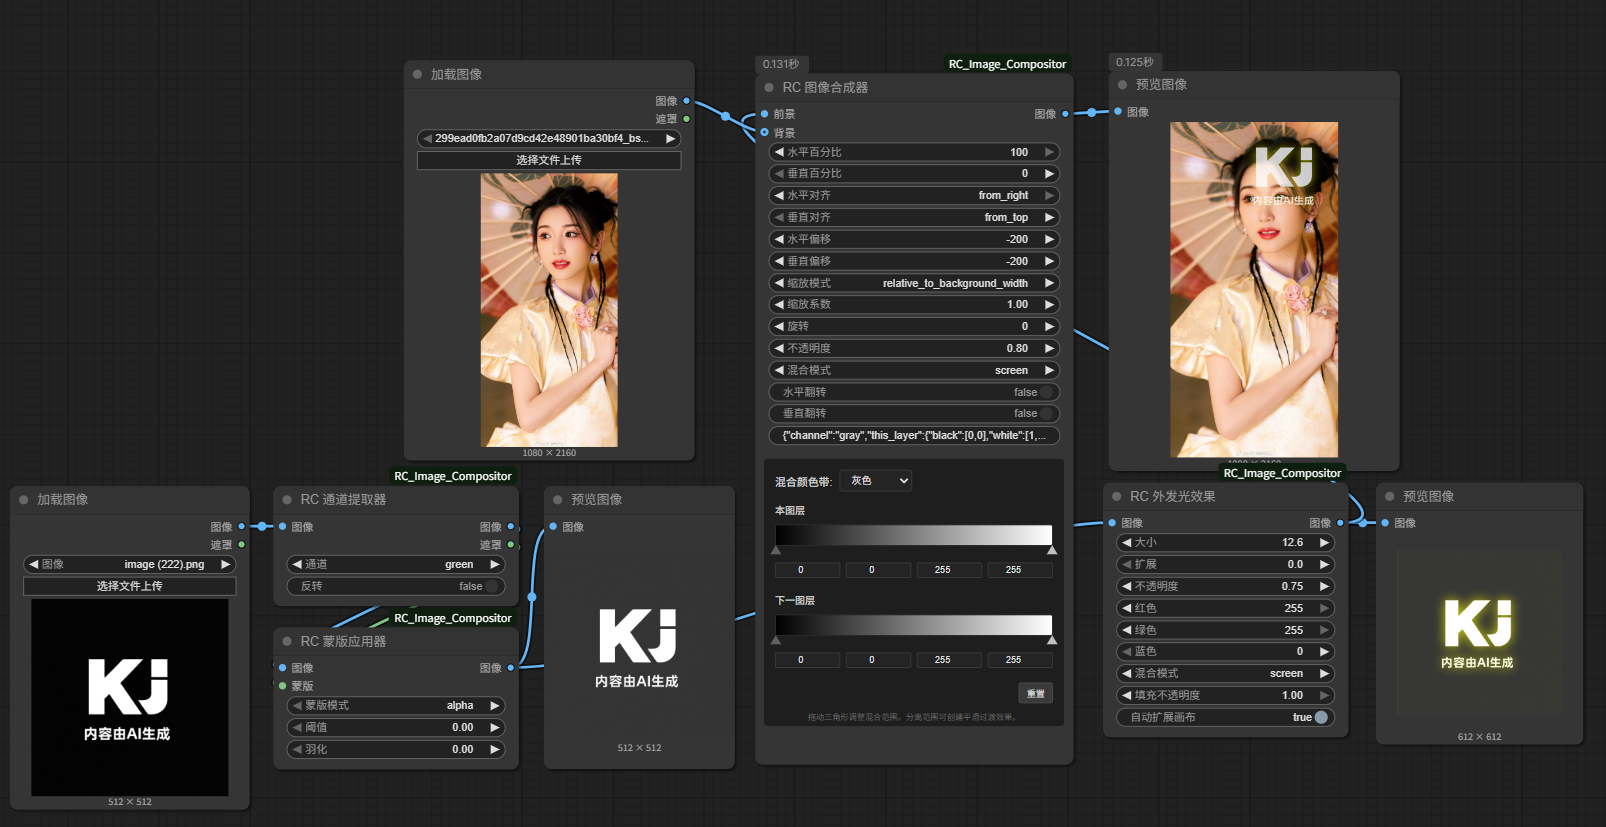 加载图像
图像
遮罩
299ead0fb2a07d9cd42e48901ba30bf4_bs...
选择文件上传
1080 × 2160
0.131秒
RC_Image_Compositor
RC 图像合成器
前景
图像
背景
水平百分比 100
垂直百分比 0
水平对齐 from_right
垂直对齐 from_top
水平偏移 -200
垂直偏移 -200
缩放模式 relative_to_background_width
缩放系数 1.00
旋转 0
不透明度 0.80
混合模式 screen
水平翻转 false
垂直翻转 false
{"channel":"gray","this_layer":{"black":[0,0],"white":[1,...
混合颜色带: 灰色
本图层
0 0 255 255
下一图层
0 0 255 255
重置
拖动三角形调整混合范围。分离范围可创建平滑过渡效果。
0.125秒
预览图像
图像
KJ
内容由AI生成
1080 × 2160
加载图像
图像
遮罩
图像 image (222).png
选择文件上传
KJ
内容由AI生成
512 × 512
RC_Image_Compositor
RC 通道提取器
图像 图像
遮罩
通道 green
反转 false
RC_Image_Compositor
RC 蒙版应用器
图像 图像
蒙版
蒙版模式 alpha
阈值 0.00
羽化 0.00
预览图像
图像
KJ
内容由AI生成
512 × 512
RC_Image_Compositor
RC 外发光效果
图像 图像
大小 12.6
扩展 0.0
不透明度 0.75
红色 255
绿色 255
蓝色 0
混合模式 screen
填充不透明度 1.00
自动扩展画布 true
预览图像
图像
KJ
内容由AI生成
612 × 612